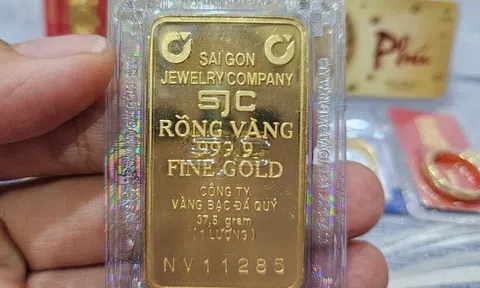 SAI GON
JEWELRY COMPANY
SJC
RỒNG VÀNG
999.9
FINE GOLD
CÔNG TY
VÀNG BẠC ĐÁ QUÝ
37,5 gram
(1 LƯỢNG)
NV11285
Phúc